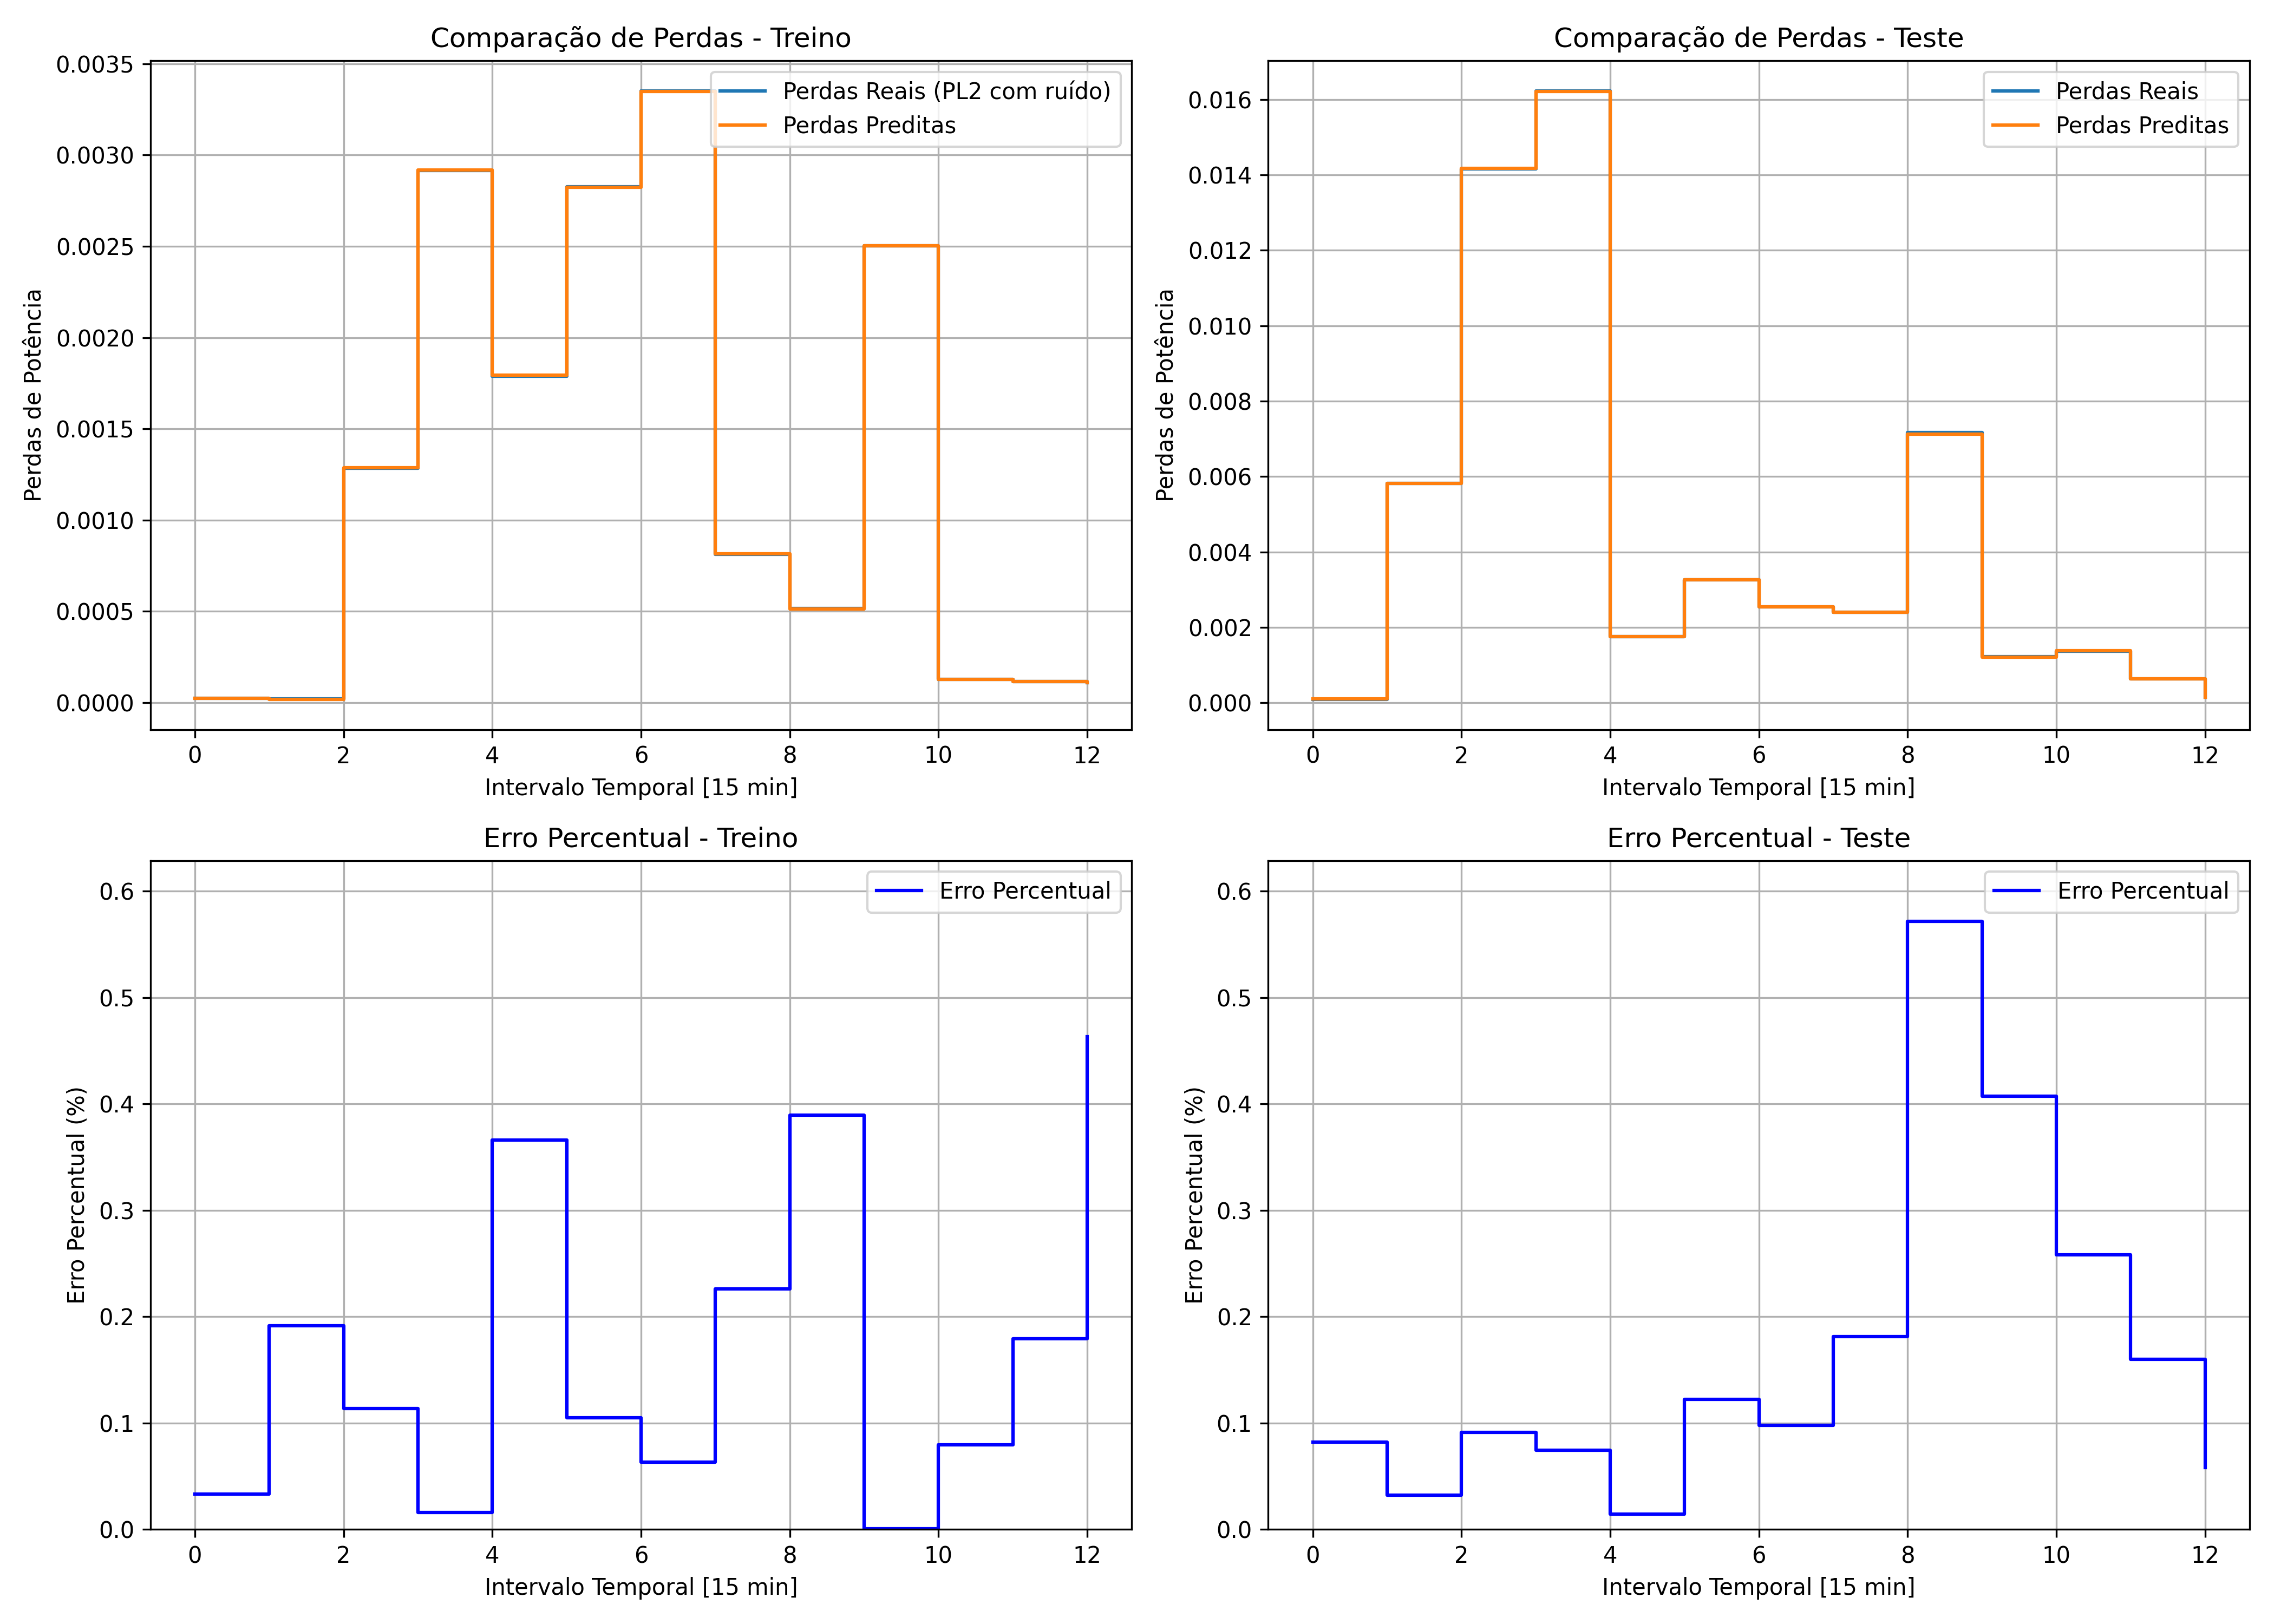 Comparação de Perdas - Treino
Perdas Reais (PL2 com ruído)
Perdas Preditas
Perdas de Potência
0.0035
0.0030
0.0025
0.0020
0.0015
0.0010
0.0005
0.0000
0 2 4 6 8 10 12
Intervalo Temporal [15 min]
Comparação de Perdas - Teste
Perdas Reais
Perdas Preditas
Perdas de Potência
0.016
0.014
0.012
0.010
0.008
0.006
0.004
0.002
0.000
0 2 4 6 8 10 12
Intervalo Temporal [15 min]
Erro Percentual - Treino
Erro Percentual
Erro Percentual (%)
0.6
0.5
0.4
0.3
0.2
0.1
0.0
0 2 4 6 8 10 12
Intervalo Temporal [15 min]
Erro Percentual - Teste
Erro Percentual
Erro Percentual (%)
0.6
0.5
0.4
0.3
0.2
0.1
0.0
0 2 4 6 8 10 12
Intervalo Temporal [15 min]